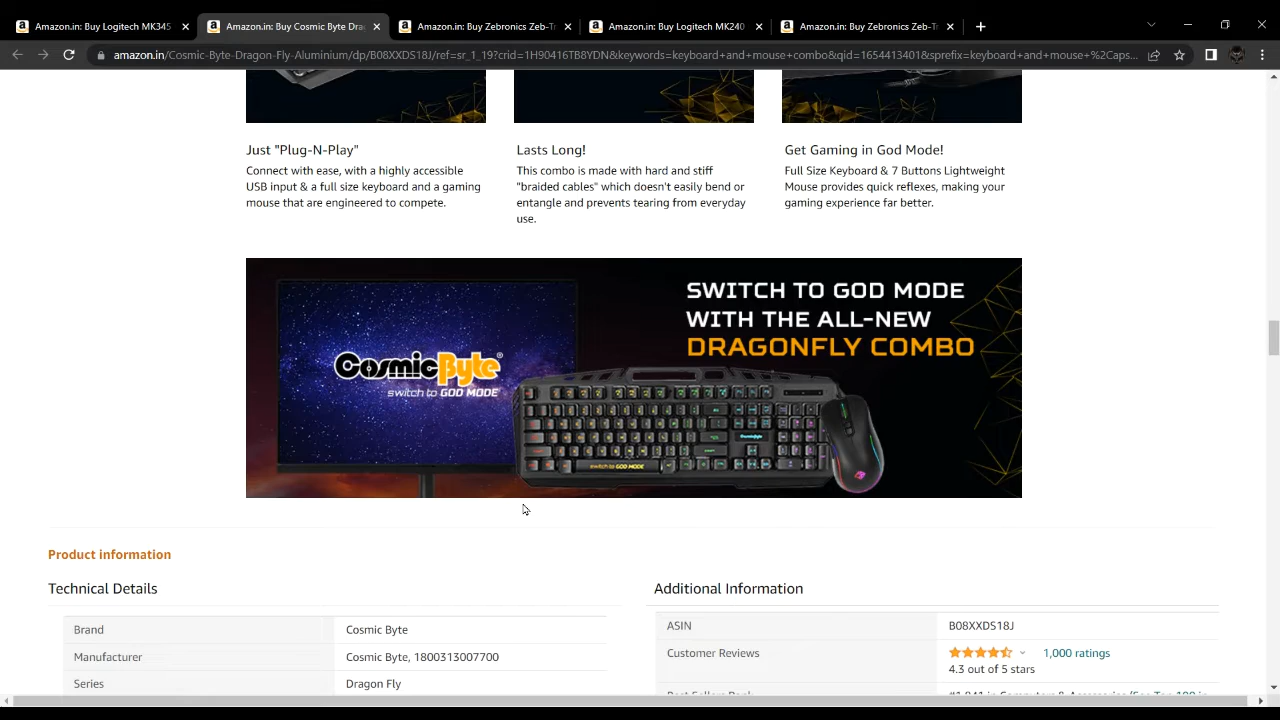 Amazon.in: Buy Logitech MK345
Amazon.in: Buy Cosmic Byte Dra
Amazon.in: Buy Zebronics Zeb-Tr
Amazon.in: Buy Logitech MK240
Amazon.in: Buy Zebronics Zeb-Tr
amazon.in/Cosmic-Byte-Dragon-Fly-Aluminium/dp/B08XXDS18J/ref=sr_1_19?crid=1H90416TB8YDN&keywords=keyboard+and+mouse+combo&qid=1654413401&sprefix=keyboard+and+mouse+%2Caps...
Just "Plug-N-Play"
Connect with ease, with a highly accessible
USB input & a full size keyboard and a gaming
mouse that are engineered to compete.
Lasts Long!
This combo is made with hard and stiff
"braided cables" which doesn't easily bend or
entangle and prevents tearing from everyday
use.
Get Gaming in God Mode!
Full Size Keyboard & 7 Buttons Lightweight
Mouse provides quick reflexes, making your
gaming experience far better.
CosmicByte®
switch to GOD MODE
SWITCH TO GOD MODE
WITH THE ALL-NEW
DRAGONFLY COMBO
CosmicByte
switch to GOD MODE
Product information
Technical Details
Brand Cosmic Byte
Manufacturer Cosmic Byte, 1800313007700
Series Dragon Fly
Additional Information
ASIN B08XXDS18J
Customer Reviews 1,000 ratings
4.3 out of 5 stars